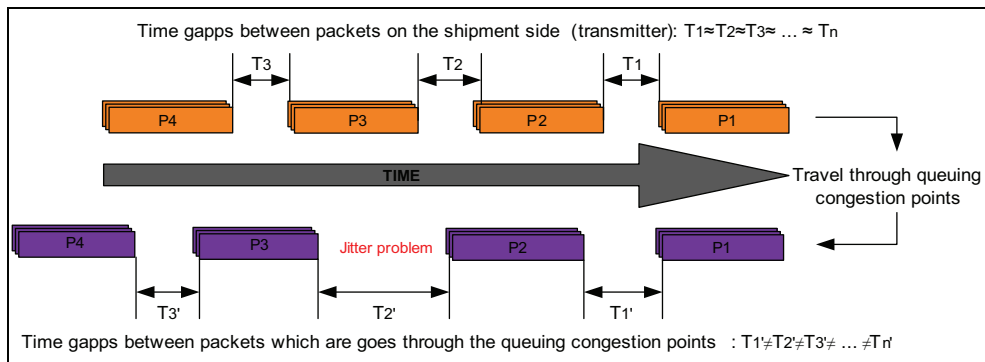 Time gapps between packets on the shipment side (transmitter): T1≈T2≈T3≈ ... ≈ Tn
T3 T2 T1
P4 P3 P2 P1
TIME
Travel through queuing
congestion points
P4 P3 Jitter problem P2 P1
T3' T2' T1'
Time gaps between packets which are goes through the queuing congestion points : T1'≠T2'≠T3'≠ ... ≠Tn'